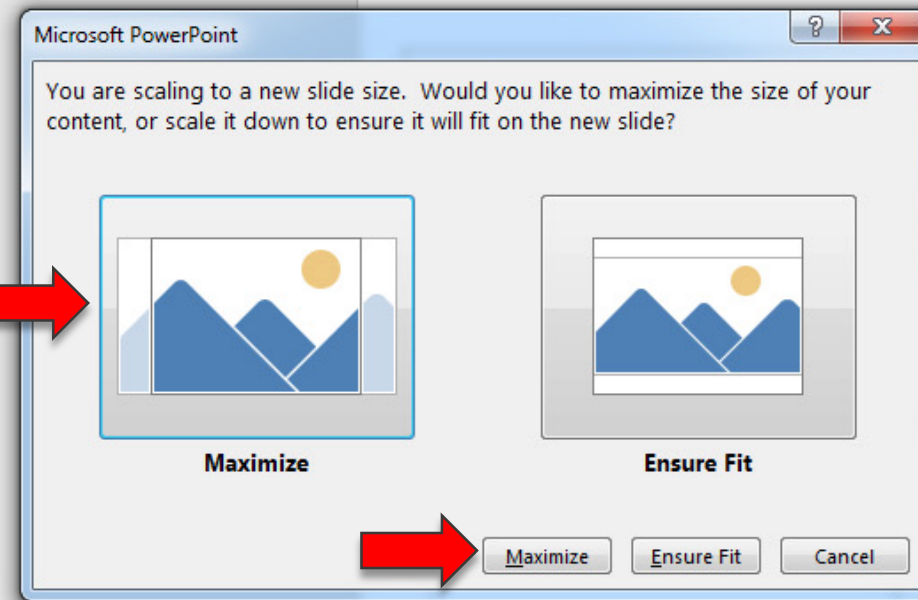 Microsoft PowerPoint
You are scaling to a new slide size.  Would you like to maximize the size of your
content, or scale it down to ensure it will fit on the new slide?
Maximize
Ensure Fit
Maximize
Ensure Fit
Cancel